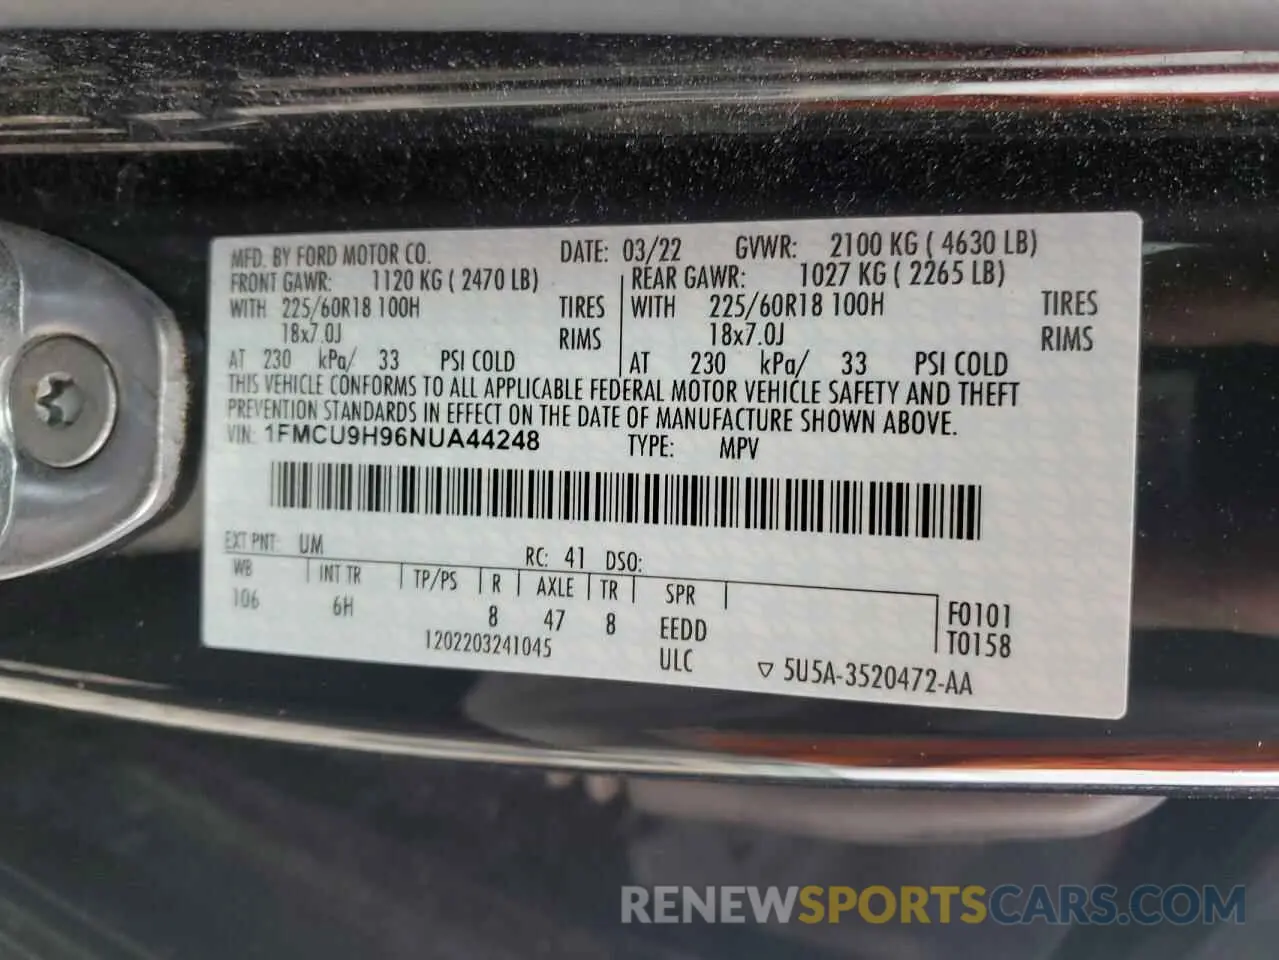 MFD. BY FORD MOTOR CO. DATE: 03/22 GVWR: 2100 KG ( 4630 LB)
FRONT GAWR: 1120 KG ( 2470 LB) REAR GAWR: 1027 KG ( 2265 LB)
WITH 225/60R18 100H TIRES WITH 225/60R18 100H TIRES
18x7.0J RIMS 18x7.0J RIMS
AT 230 kPa/ 33 PSI COLD AT 230 kPa/ 33 PSI COLD
THIS VEHICLE CONFORMS TO ALL APPLICABLE FEDERAL MOTOR VEHICLE SAFETY AND THEFT
PREVENTION STANDARDS IN EFFECT ON THE DATE OF MANUFACTURE SHOWN ABOVE.
VIN: 1FMCU9H96NUA44248 TYPE: MPV
EXT PNT: UM RC: 41 DSO:
WB INT TR TP/PS R AXLE TR SPR
106 6H 8 47 8 EEDD F0101
1202203241045 ULC T0158
▽ 5U5A-3520472-AA
RENEWSPORTSCARS.COM